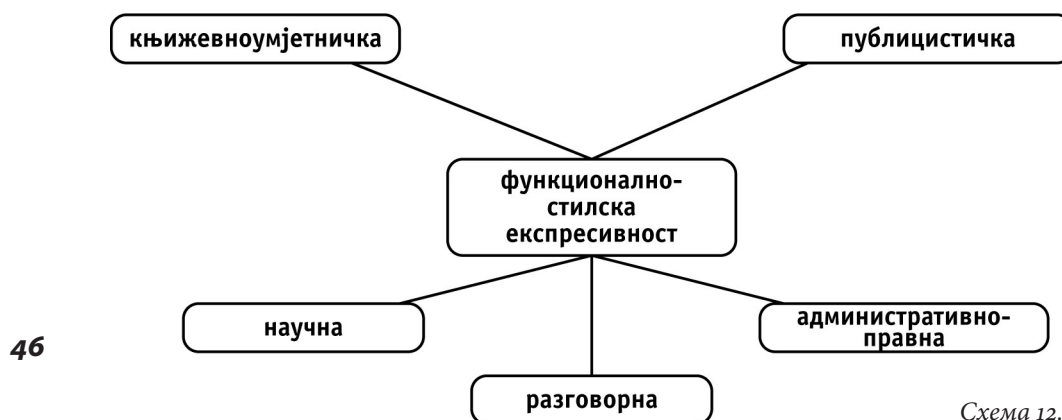 књижевноумјетничка
публицистичка
функционално-
стилска
експресивност
научна
административно-
правна
46
разговорна
Схема 12.